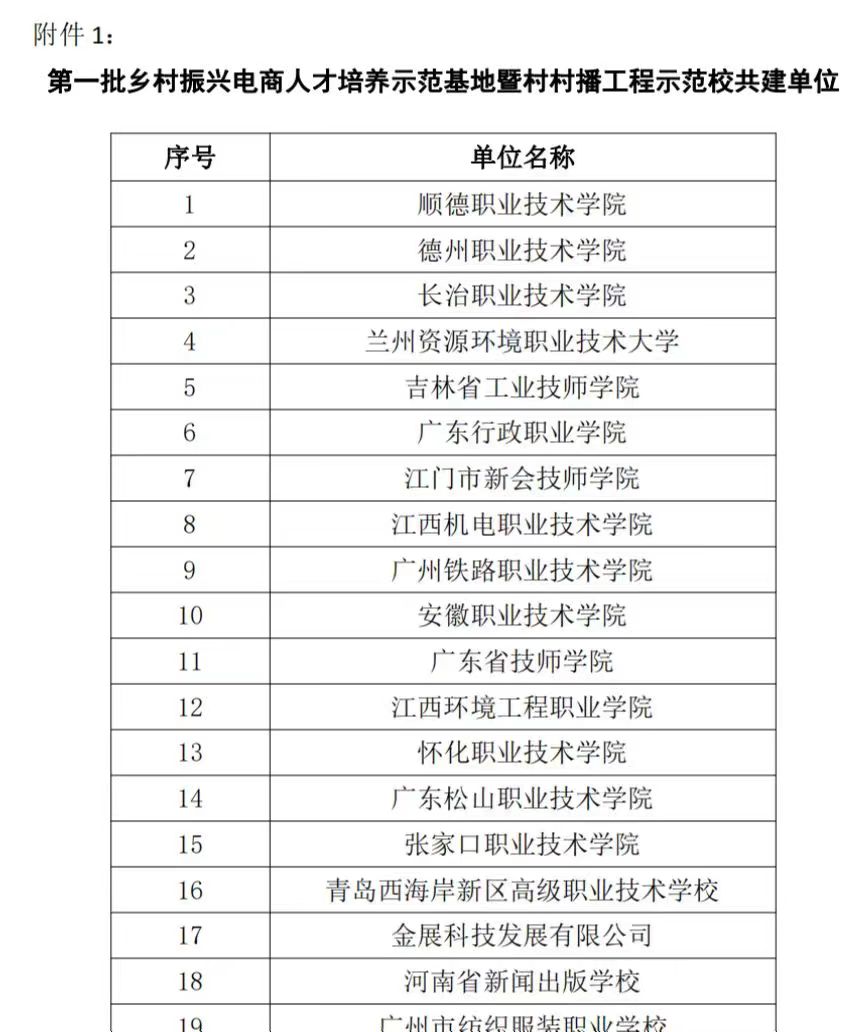 附件 1：
第一批乡村振兴电商人才培养示范基地暨村村播工程示范校共建单位
序号 单位名称
1 顺德职业技术学院
2 德州职业技术学院
3 长治职业技术学院
4 兰州资源环境职业技术大学
5 吉林省工业技师学院
6 广东行政职业学院
7 江门市新会技师学院
8 江西机电职业技术学院
9 广州铁路职业技术学院
10 安徽职业技术学院
11 广东省技师学院
12 江西环境工程职业学院
13 怀化职业技术学院
14 广东松山职业技术学院
15 张家口职业技术学院
16 青岛西海岸新区高级职业技术学校
17 金展科技发展有限公司
18 河南省新闻出版学校
19 广州市纺织服装职业学校